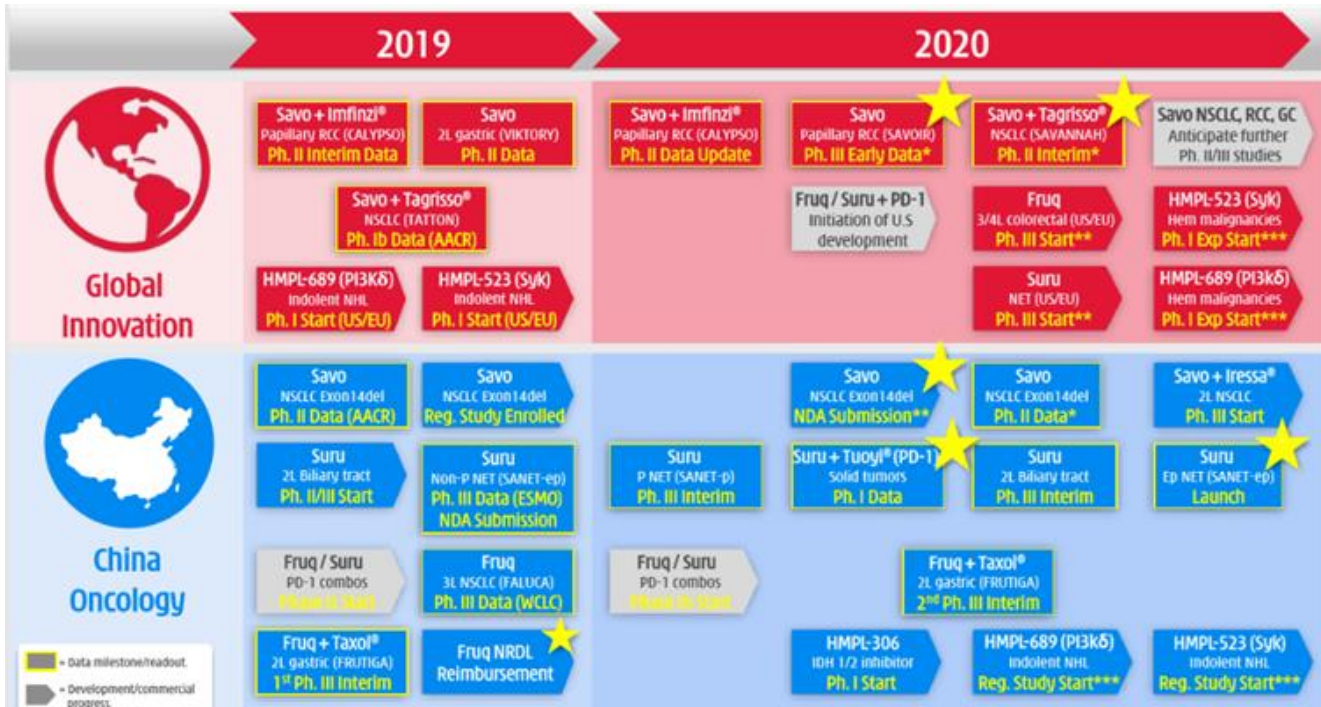 2019
2020
Global
Innovation
Savo + Imfinzi®
Papillary RCC (CALYPSO)
Ph. II Interim Data
Savo
2L gastric (VIKTORY)
Ph. II Data
Savo + Imfinzi®
Papillary RCC (CALYPSO)
Ph. II Data Update
Savo
Papillary RCC (SAVOIR)
Ph. III Early Data*
Savo + Tagrisso®
NSCLC (SAVANNAH)
Ph. II Interim*
Savo NSCLC, RCC, GC
Anticipate further
Ph. II/III studies
Savo + Tagrisso®
NSCLC (TATTON)
Ph. Ib Data (AACR)
Fruq / Suru + PD-1
Initiation of U.S
development
Fruq
3/4L colorectal (US/EU)
Ph. III Start**
HMPL-523 (Syk)
Hem malignancies
Ph. I Exp Start***
HMPL-689 (PI3Kδ)
Indolent NHL
Ph. I Start (US/EU)
HMPL-523 (Syk)
Indolent NHL
Ph. I Start (US/EU)
Suru
NET (US/EU)
Ph. III Start**
HMPL-689 (PI3kδ)
Hem malignancies
Ph. I Exp Start***
China
Oncology
Savo
NSCLC Exon14del
Ph. II Data (AACR)
Savo
NSCLC Exon14del
Reg. Study Enrolled
Savo
NSCLC Exon14del
NDA Submission**
Savo
NSCLC Exon14del
Ph. II Data*
Savo + Iressa®
2L NSCLC
Ph. III Start
Suru
2L Biliary tract
Ph. II/III Start
Suru
Non-P NET (SANET-ep)
Ph. III Data (ESMO)
NDA Submission
Suru
P NET (SANET-p)
Ph. III Interim
Suru + Tuoyi® (PD-1)
Solid tumors
Ph. I Data
Suru
2L Biliary tract
Ph. III Interim
Suru
Ep NET (SANET-ep)
Launch
Fruq / Suru
PD-1 combos
Start
Fruq
3L NSCLC (FALUCA)
Ph. III Data (WCLC)
Fruq / Suru
PD-1 combos
Start
Fruq + Taxol®
2L gastric (FRUTIGA)
2nd Ph. III Interim
Fruq + Taxol®
2L gastric (FRUTIGA)
1st Ph. III Interim
Fruq NRDL
Reimbursement
HMPL-306
IDH 1/2 inhibitor
Ph. I Start
HMPL-689 (PI3kδ)
Indolent NHL
Reg. Study Start***
HMPL-523 (Syk)
Indolent NHL
Reg. Study Start***
= Data milestone/readout.
= Development/commercial
progress.